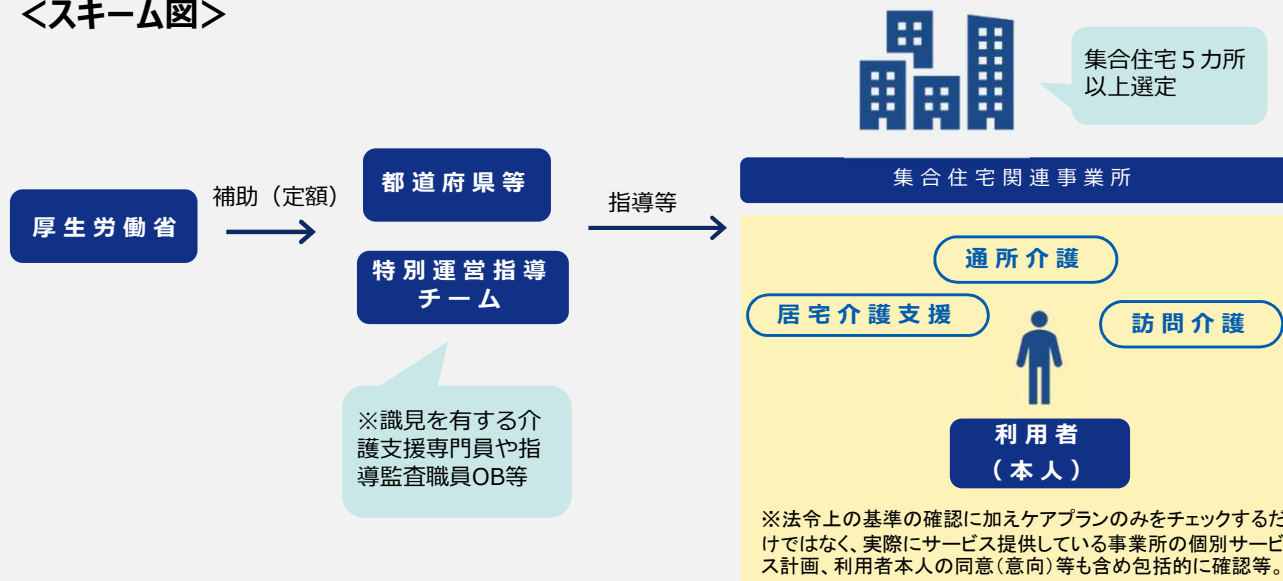 ＜スキーム図＞
集合住宅５カ所
以上選定
厚生労働省
補助（定額）
都道府県等
特別運営指導
チーム
指導等
集合住宅関連事業所
通所介護
居宅介護支援
訪問介護
利用者
（本人）
※識見を有する介
護支援専門員や指
導監査職員OB等
※法令上の基準の確認に加えケアプランのみをチェックするだ
けではなく、実際にサービス提供している事業所の個別サービ
ス計画、利用者本人の同意（意向）等も含め包括的に確認等。